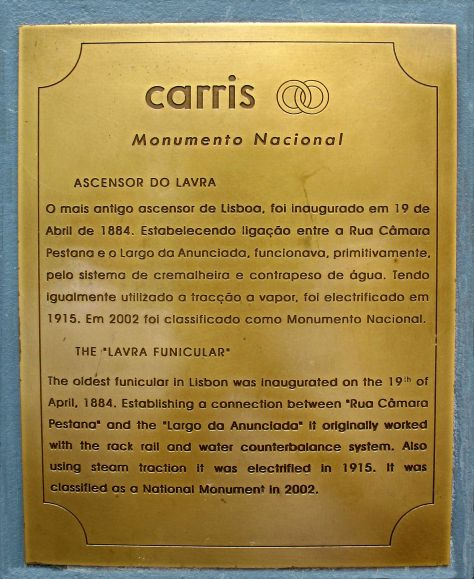 carris
Monumento Nacional
ASCENSOR DO LAVRA
O mais antigo ascensor de Lisboa, foi inaugurado em 19 de
Abril de 1884. Estabelecendo ligação entre a Rua Câmara
Pestana e o Largo da Anunciada, funcionava, primitivamente,
pelo sistema de cremalheira e contrapeso de água. Tendo
igualmente utilizado a tracção a vapor, foi electrificado em
1915. Em 2002 foi classificado como Monumento Nacional.
THE "LAVRA FUNICULAR"
The oldest funicular in Lisbon was inaugurated on the 19th of
April, 1884. Establishing a connection between "Rua Câmara
Pestana" and the "Largo da Anunciada" it originally worked
with the rack rail and water counterbalance system. Also
using steam traction it was electrified in 1915. It was
classified as a National Monument in 2002.